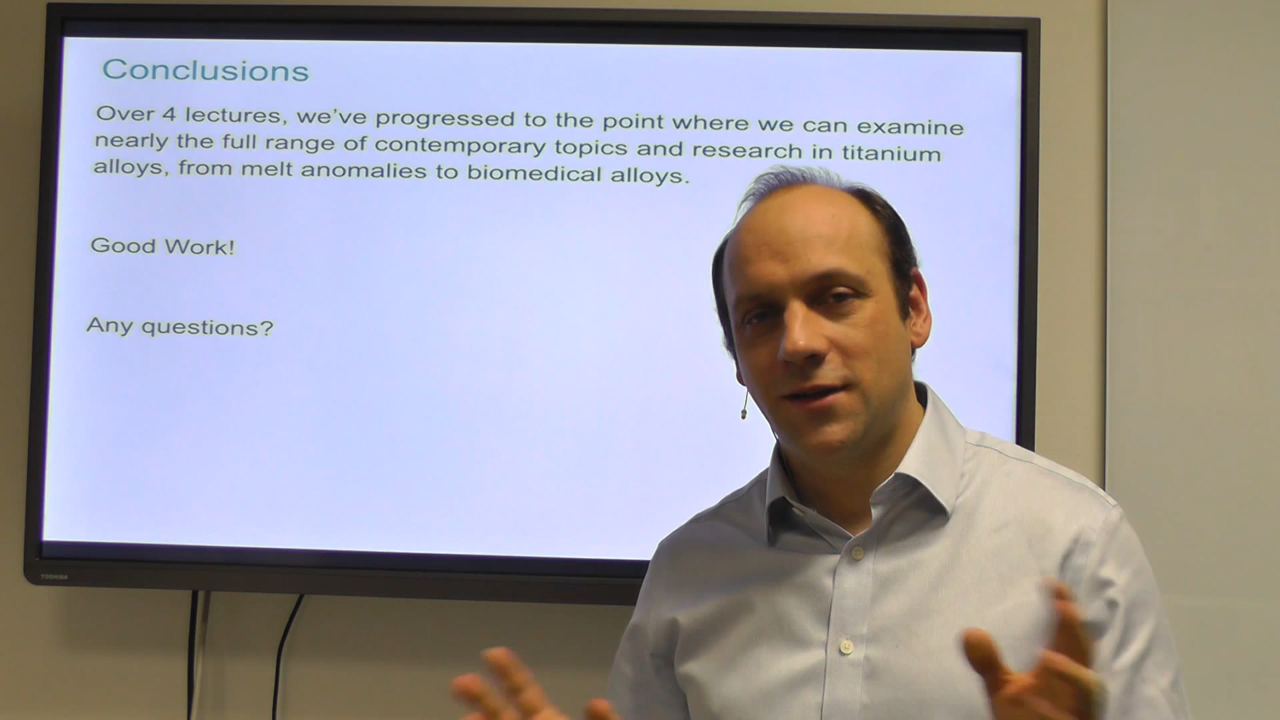 Conclusions
Over 4 lectures, we've progressed to the point where we can examine
nearly the full range of contemporary topics and research in titanium
alloys, from melt anomalies to biomedical alloys.
Good Work!
Any questions?
TOSHIBA